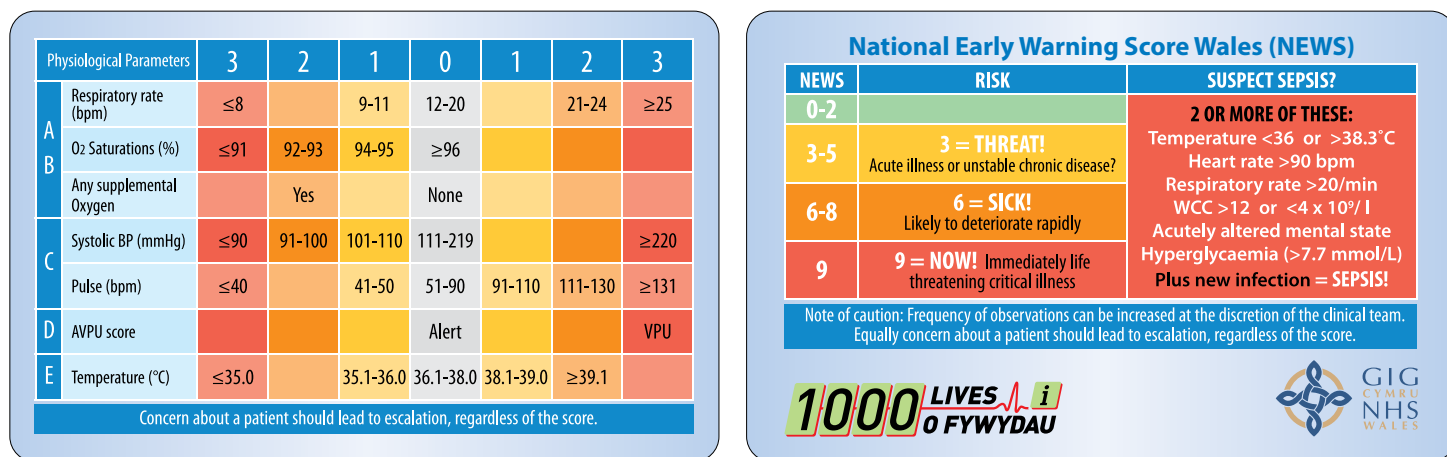 Physiological Parameters 3 2 1 0 1 2 3
A
B
Respiratory rate (bpm) ≤8 9-11 12-20 21-24 ≥25
O2 Saturations (%) ≤91 92-93 94-95 ≥96
Any supplemental Oxygen Yes None
C
Systolic BP (mmHg) ≤90 91-100 101-110 111-219 ≥220
Pulse (bpm) ≤40 41-50 51-90 91-110 111-130 ≥131
D AVPU score Alert VPU
E Temperature (°C) ≤35.0 35.1-36.0 36.1-38.0 38.1-39.0 ≥39.1
Concern about a patient should lead to escalation, regardless of the score.
National Early Warning Score Wales (NEWS)
NEWS RISK SUSPECT SEPSIS?
0-2
3-5 3 = THREAT!
Acute illness or unstable chronic disease?
6-8 6 = SICK!
Likely to deteriorate rapidly
9 9 = NOW! Immediately life
threatening critical illness
2 OR MORE OF THESE:
Temperature <36 or >38.3˚C
Heart rate >90 bpm
Respiratory rate >20/min
WCC >12 or <4 x 10⁹/ l
Acutely altered mental state
Hyperglycaemia (>7.7 mmol/L)
Plus new infection = SEPSIS!
Note of caution: Frequency of observations can be increased at the discretion of the clinical team.
Equally concern about a patient should lead to escalation, regardless of the score.
1000 LIVES i
O FYWYDAU
GIG
CYMRU
NHS
WALES